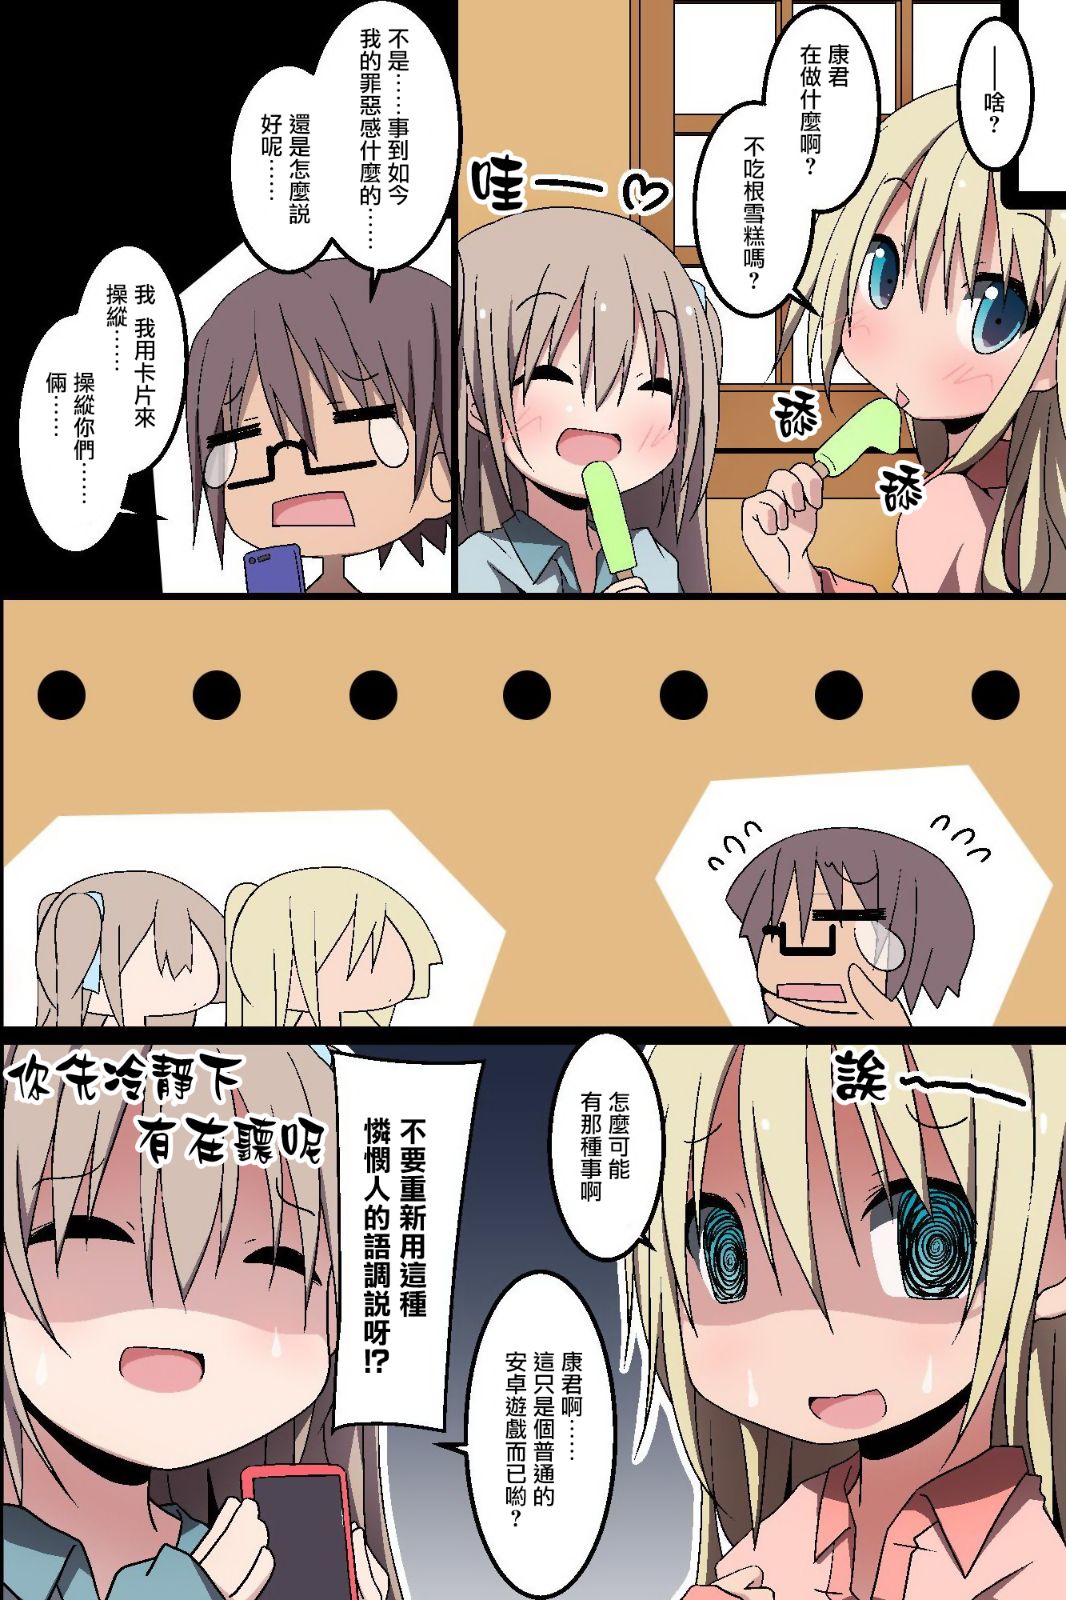 ——啥？
康君
在做什麼啊？
不吃根雪糕嗎？
哇ー♡
舔
舔
不是……事到如今
我的罪惡感什麼的……
還是怎麼說
好呢……
我 我用卡片來
操縱……
操縱你們……
倆……
誒～
怎麼可能
有那種事啊
康君啊……
這只是個普通的
安卓遊戲而已喲？
不要重新用這種
憐憫人的語調說呀!?
你先冷靜下
有在聽呢